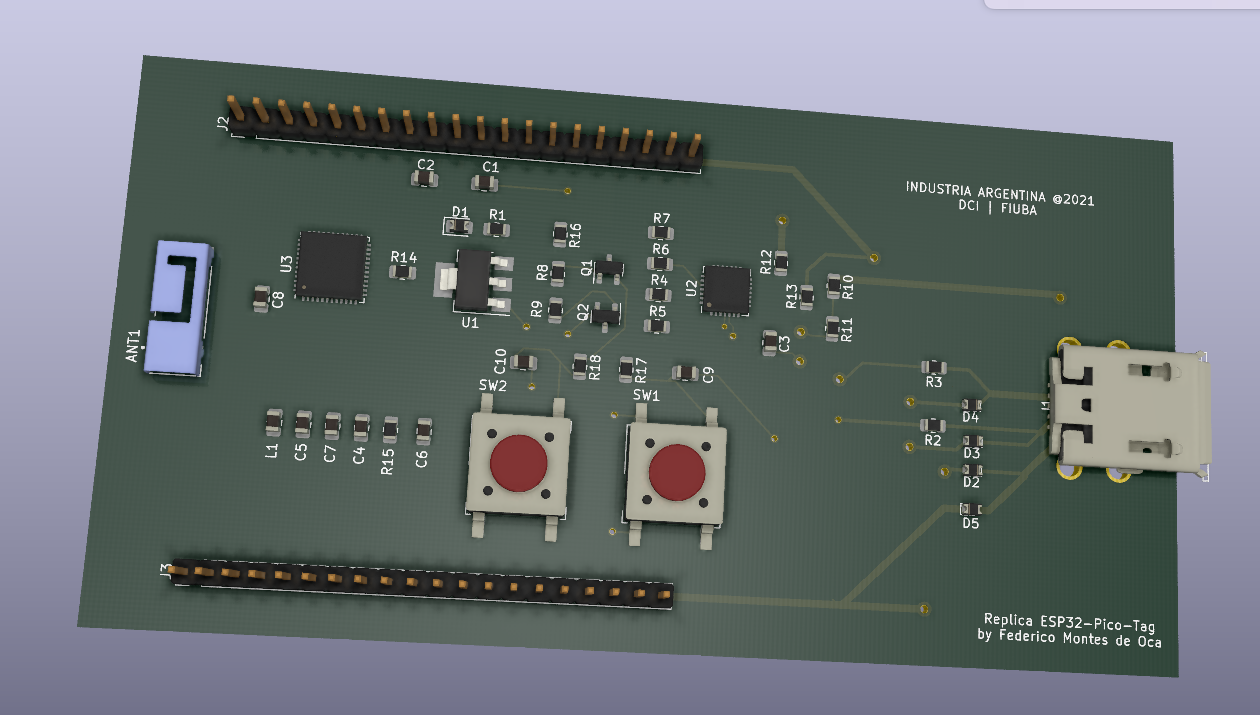 J2
C2
C1
INDUSTRIA ARGENTINA @2021
DCI | FIUBA
D1
R1
R16
R7
R6
R12
U3
R14
R8
Q1
R4
U2
R13
R10
C8
U1
R9
Q2
R5
R11
C3
ANT1
C10
R18
R17
C9
R3
SW2
SW1
J1
D4
L1
C5
C7
C4
R15
C6
R2
D3
D2
D5
J3
Replica ESP32-Pico-Tag
by Federico Montes de Oca